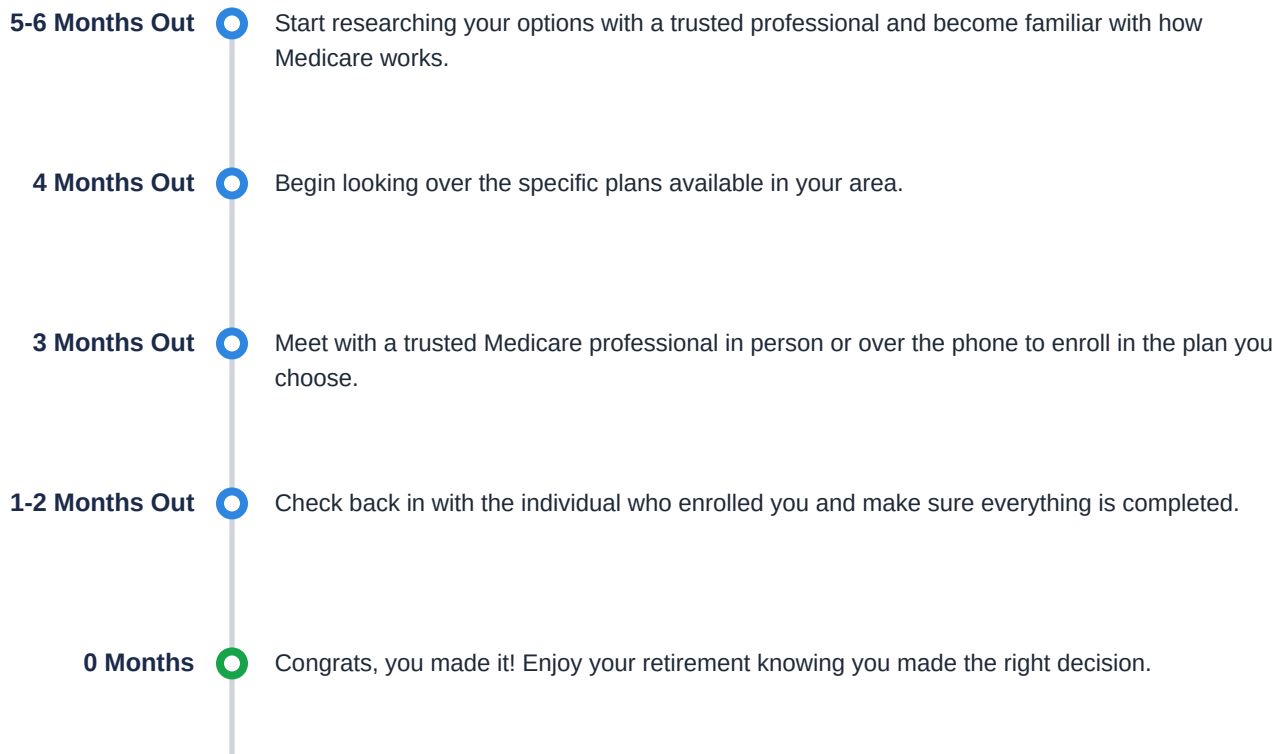 5-6 Months Out
Start researching your options with a trusted professional and become familiar with how
Medicare works.
4 Months Out
Begin looking over the specific plans available in your area.
3 Months Out
Meet with a trusted Medicare professional in person or over the phone to enroll in the plan you
choose.
1-2 Months Out
Check back in with the individual who enrolled you and make sure everything is completed.
0 Months
Congrats, you made it! Enjoy your retirement knowing you made the right decision.